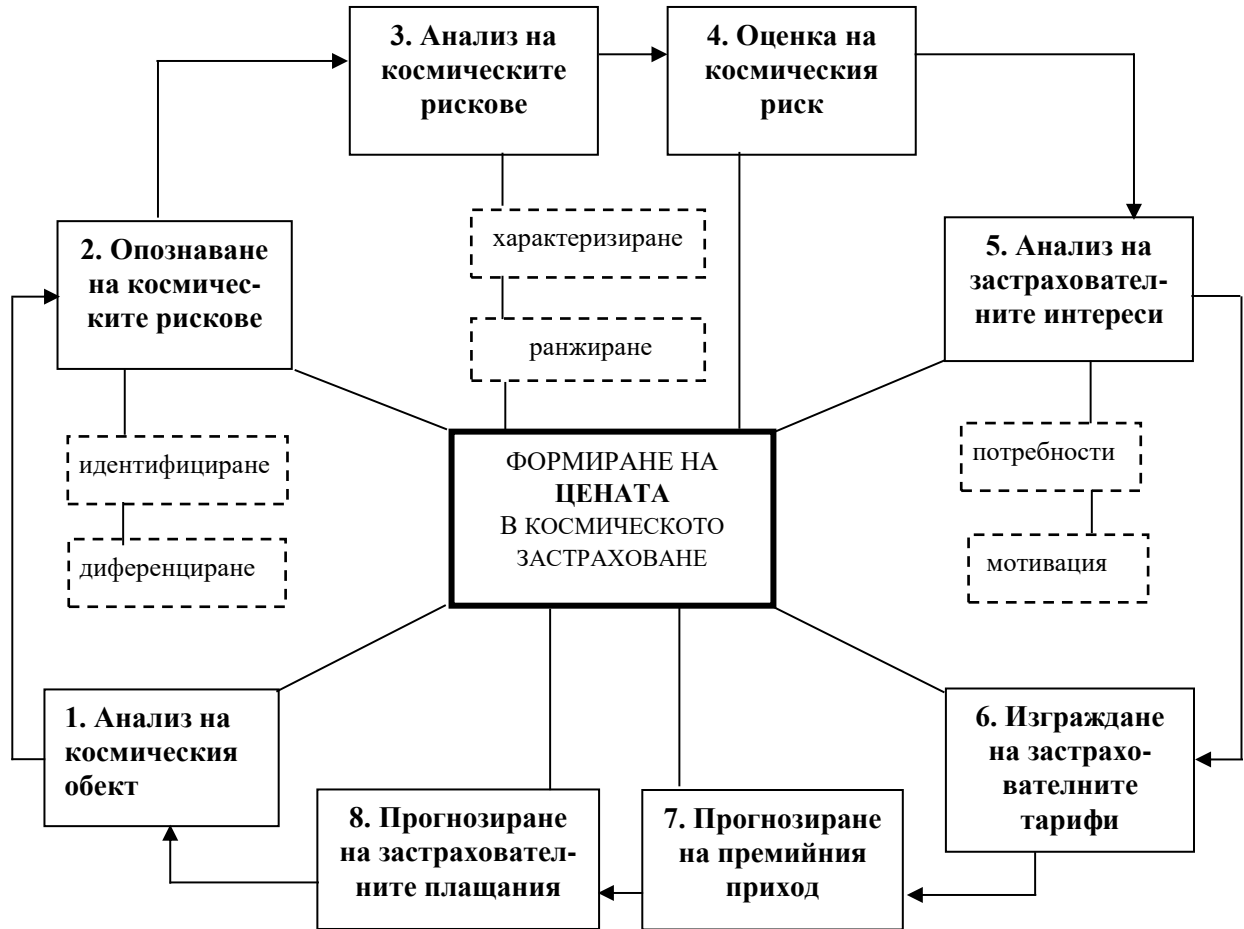 3. Анализ на
космическите
рискове
4. Оценка на
космическия
риск
2. Опознаване
на космичес-
ките рискове
характеризиране
ранжиране
5. Анализ на
застраховател-
ните интереси
идентифициране
диференциране
ФОРМИРАНЕ НА
ЦЕНАТА
В КОСМИЧЕСКОТО
ЗАСТРАХОВАНЕ
потребности
мотивация
1. Анализ на
космическия
обект
8. Прогнозиране
на застраховател-
ните плащания
7. Прогнозиране
на премийния
приход
6. Изграждане
на застрахо-
вателните
тарифи